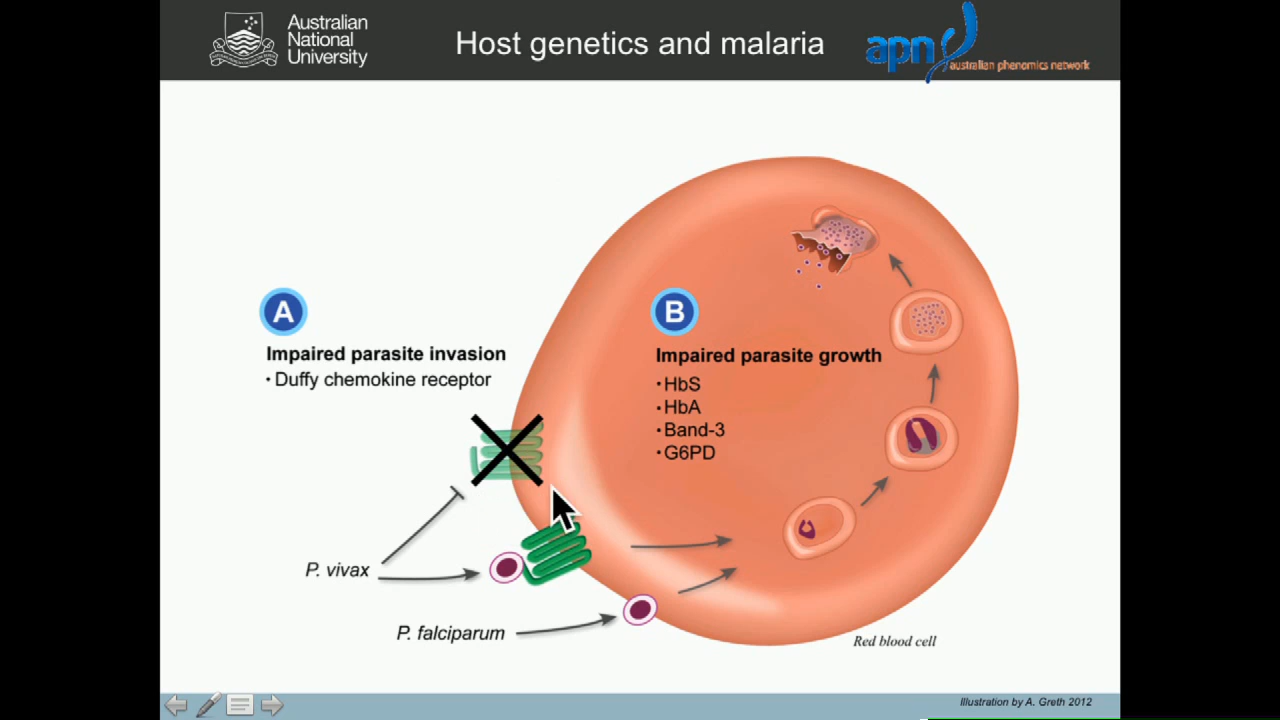 Australian
National
University
Host genetics and malaria
apn
australian phenomics network
A
Impaired parasite invasion
• Duffy chemokine receptor
B
Impaired parasite growth
• HbS
• HbA
• Band-3
• G6PD
P. vivax
P. falciparum
Red blood cell
Illustration by A. Greth 2012